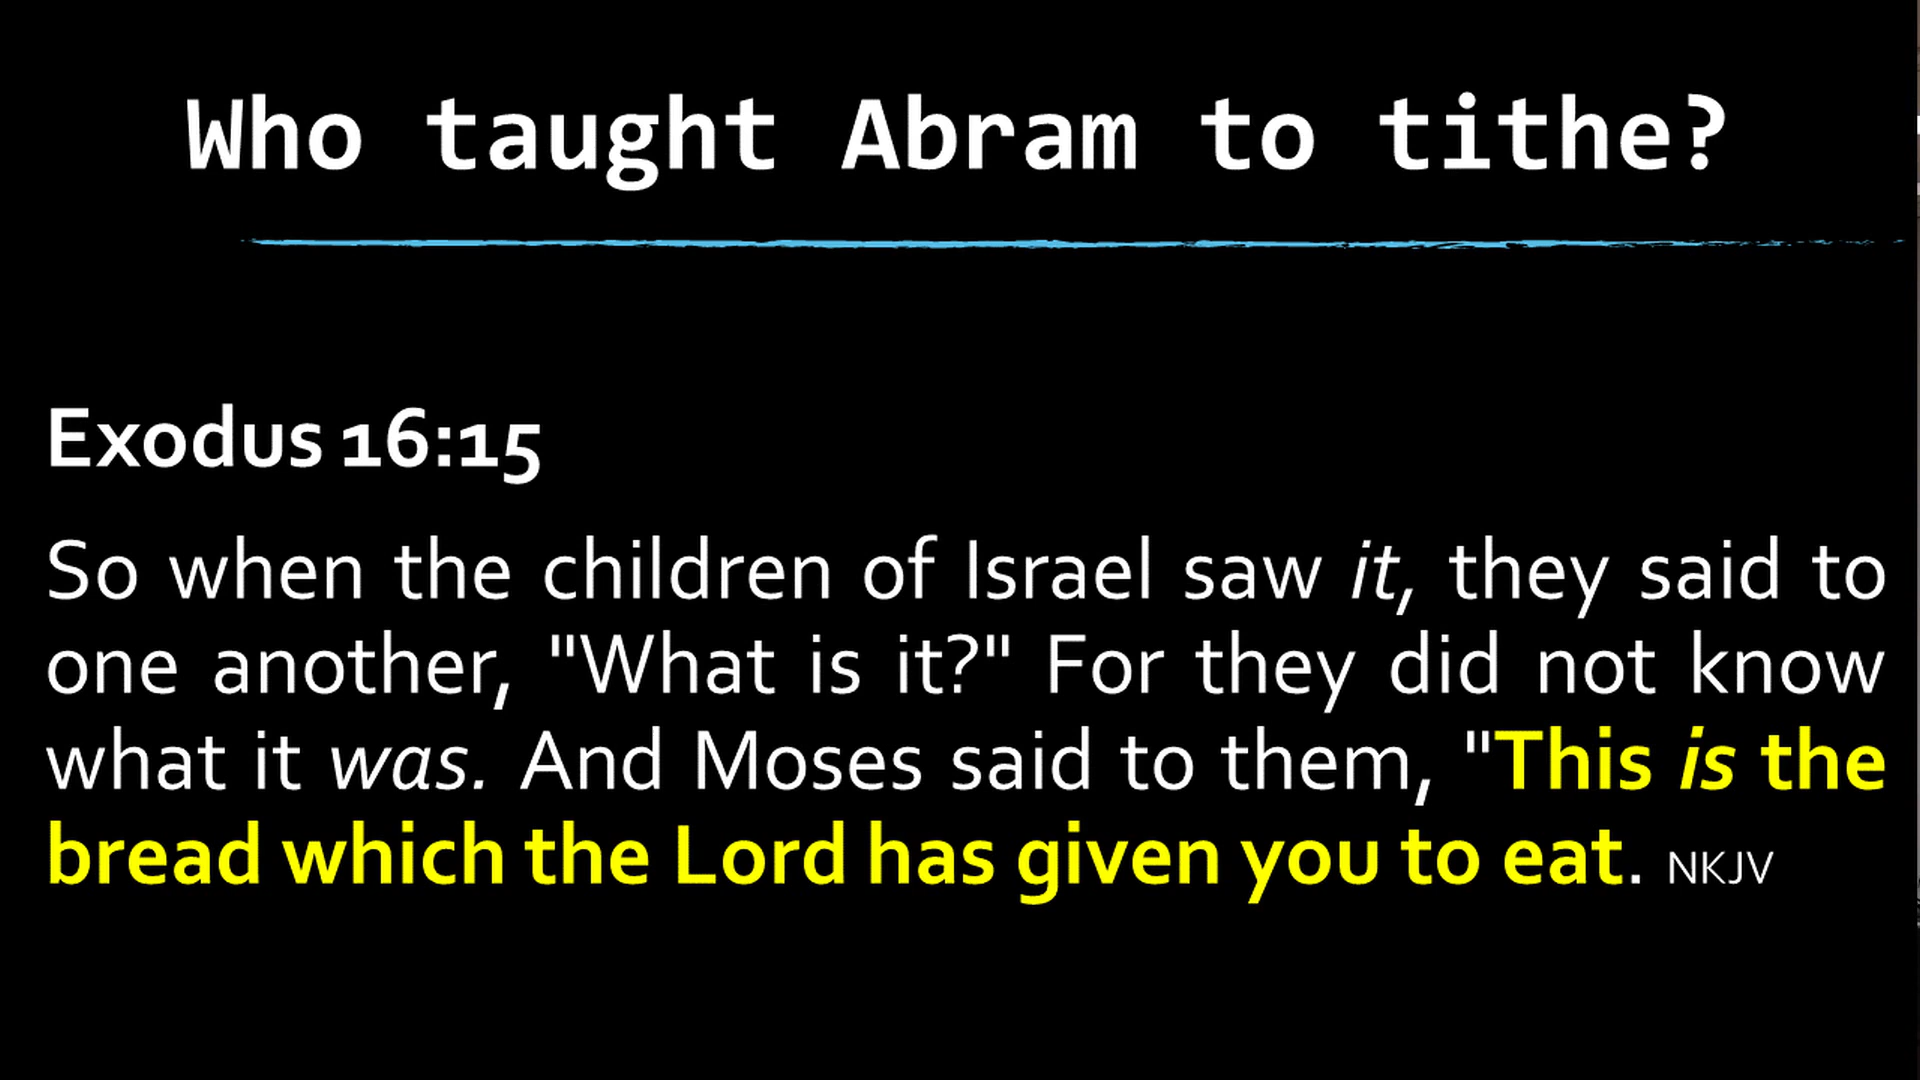 Who taught Abram to tithe?
Exodus 16:15
So when the children of Israel saw it, they said to
one another, "What is it?" For they did not know
what it was. And Moses said to them, "This is the
bread which the Lord has given you to eat. NKJV